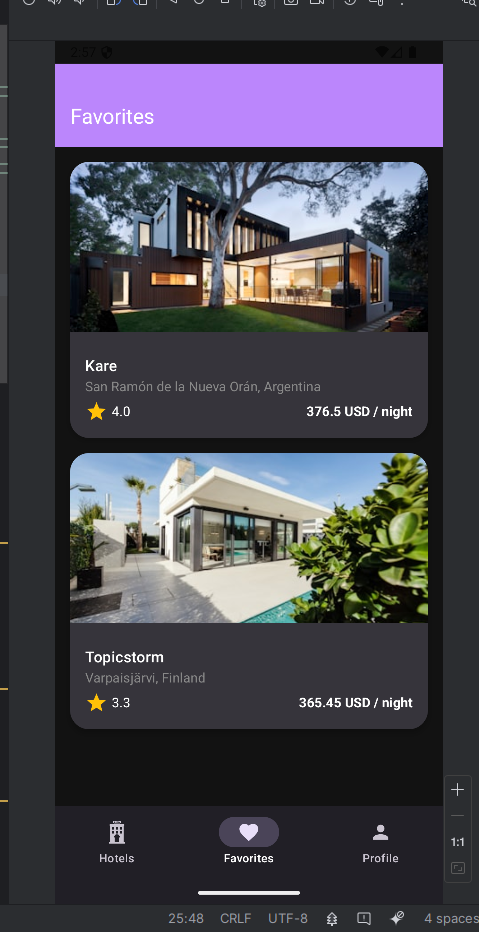 2:57
Favorites
Kare
San Ramón de la Nueva Orán, Argentina
4.0
376.5 USD / night
Topicstorm
Varpaisjärvi, Finland
3.3
365.45 USD / night
Hotels
Favorites
Profile
1:1
25:48 CRLF UTF-8 4 spaces